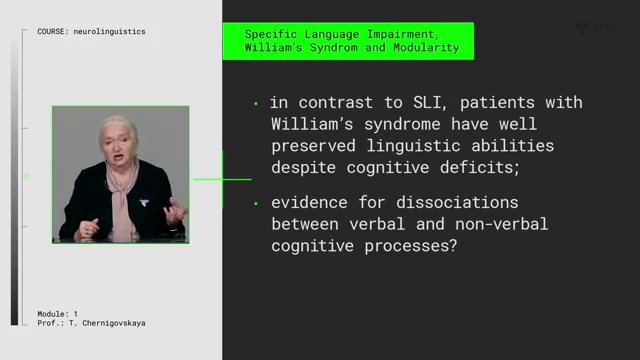 COURSE: neurolinguistics
Specific Language Impairment,
William's Syndrom and Modularity
· in contrast to SLI, patients with
William's syndrome have well
preserved linguistic abilities
despite cognitive deficits;
· evidence for dissociations
between verbal and non-verbal
cognitive processes?
Module: 1
Prof.: T. Chernigovskaya